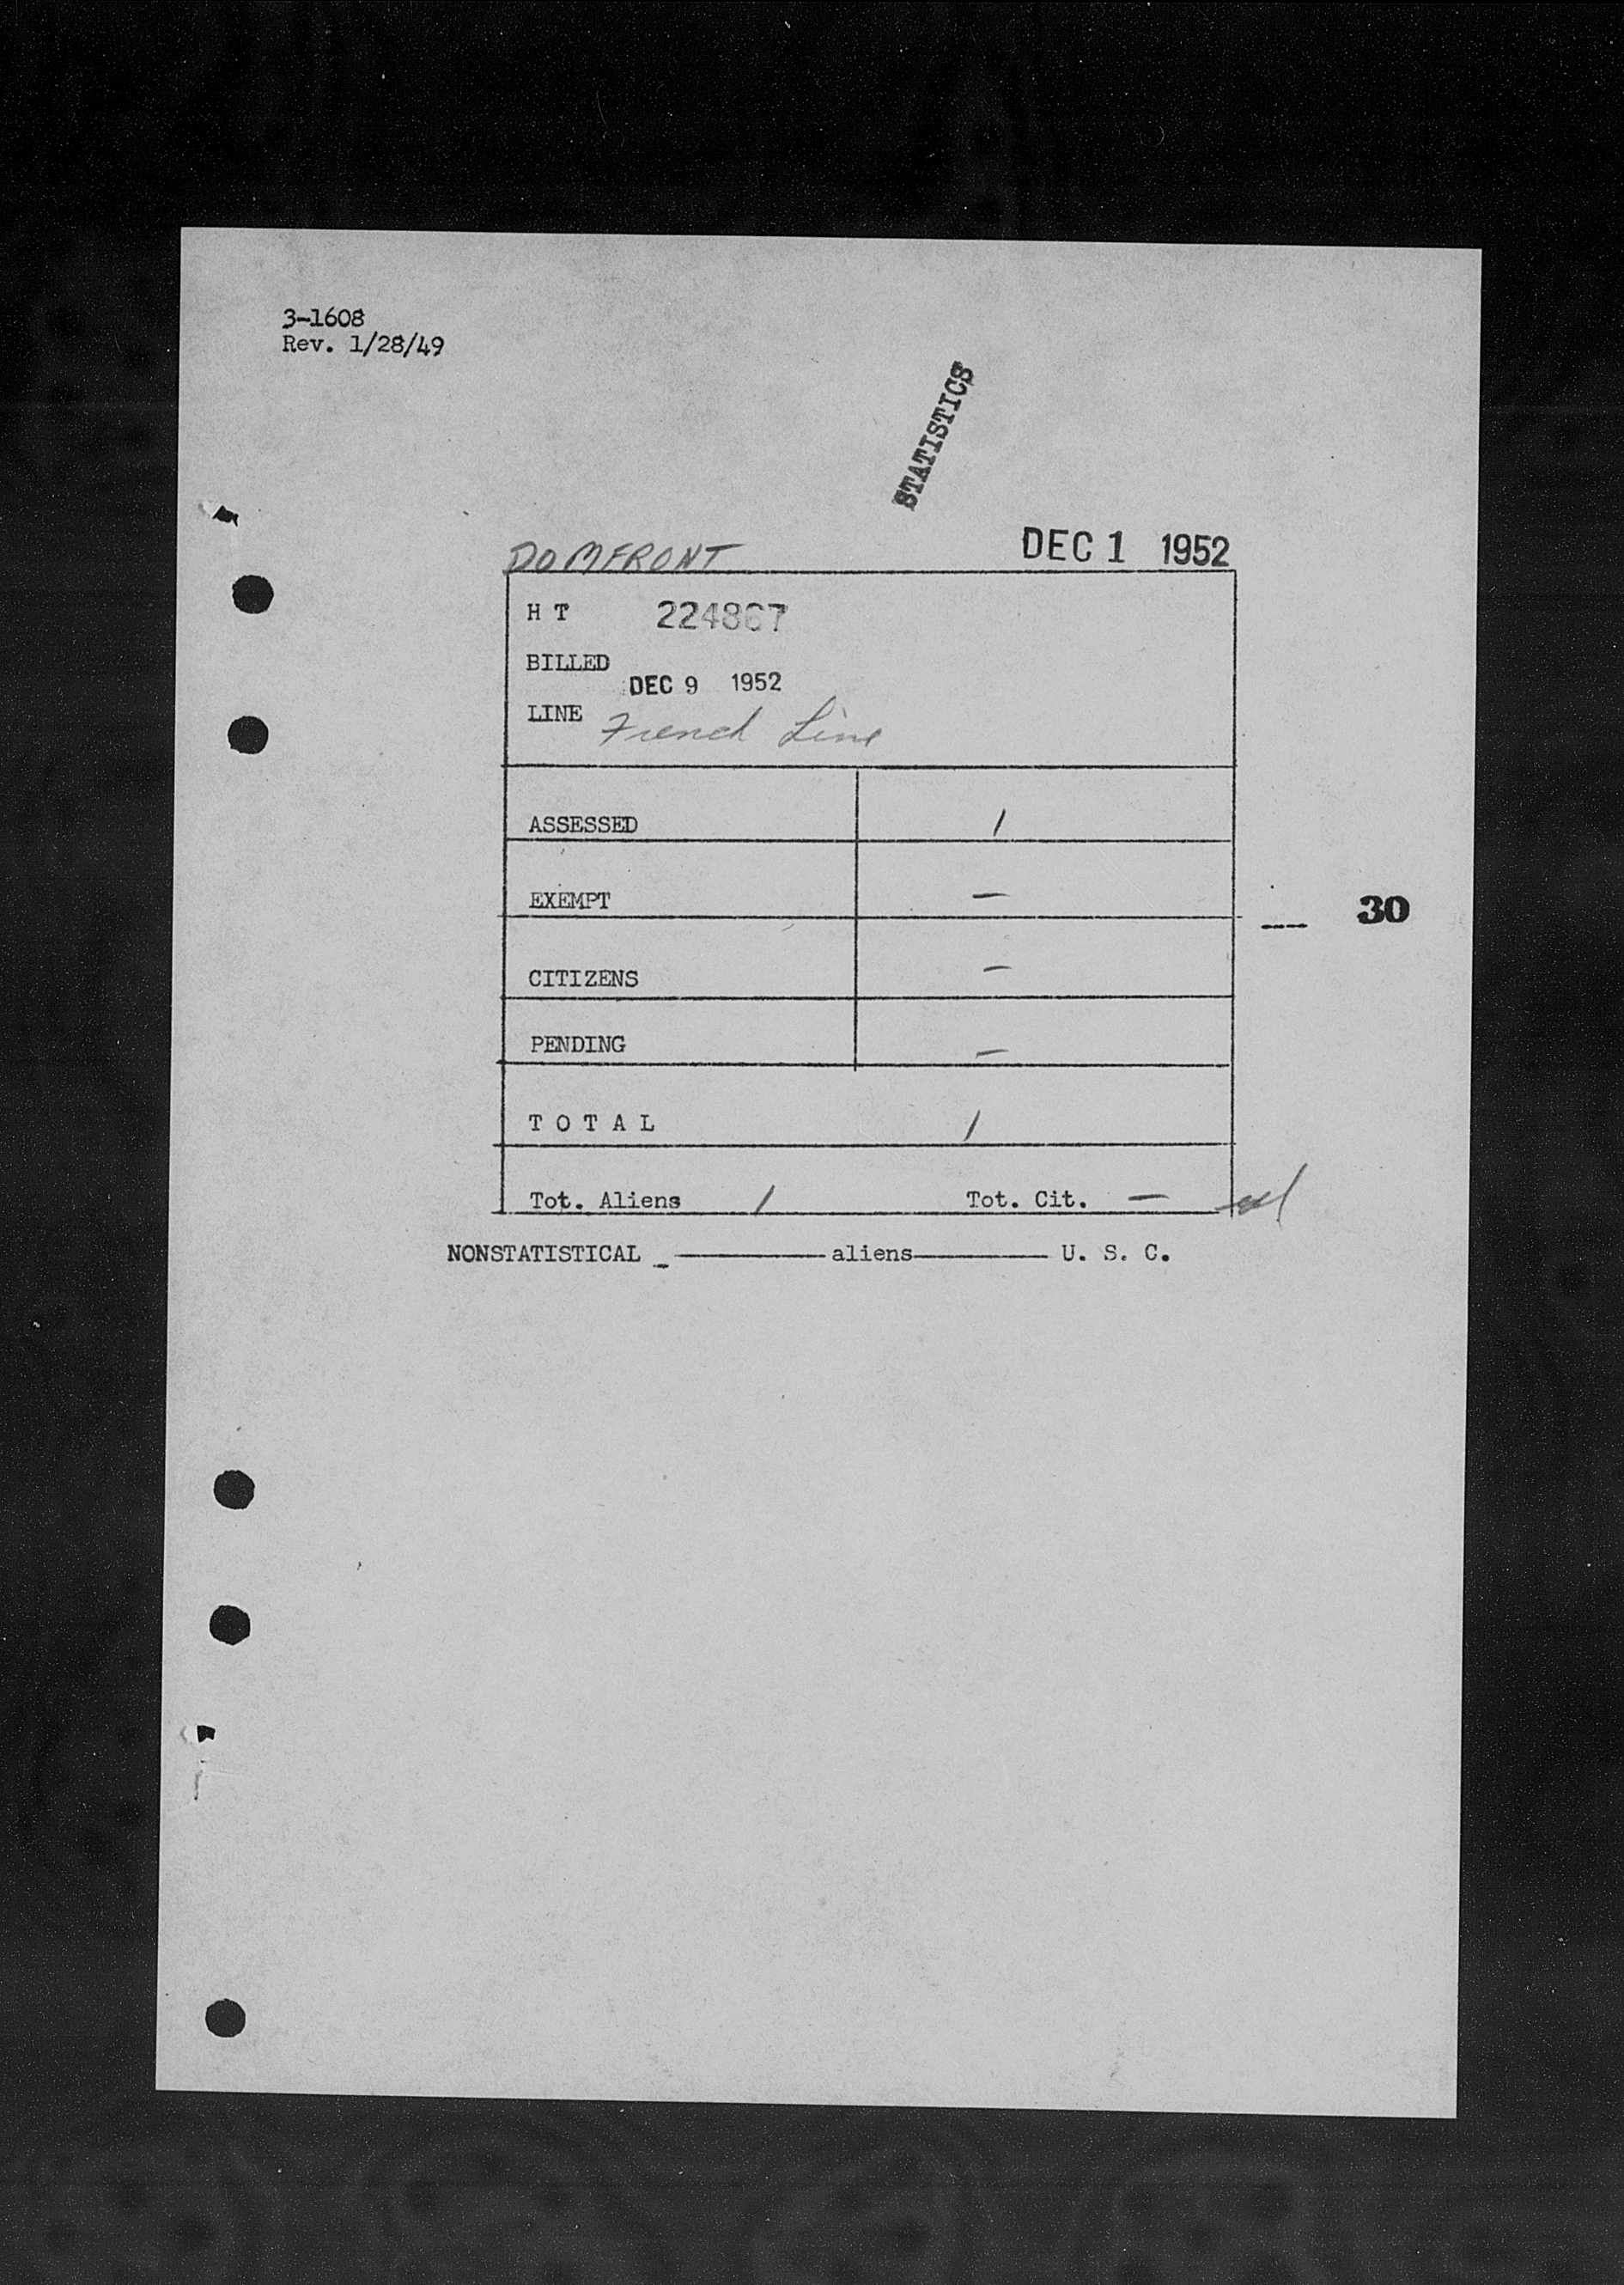 3-1608
Rev. 1/28/49
STATISTICS
DOMFRONT DEC 1 1952
H T 224867
BILLED
DEC 9 1952
LINE French Line
ASSESSED 1
EXEMPT —
30
CITIZENS —
PENDING —
T O T A L 1
Tot. Aliens 1 Tot. Cit. —
NONSTATISTICAL aliens U. S. C.